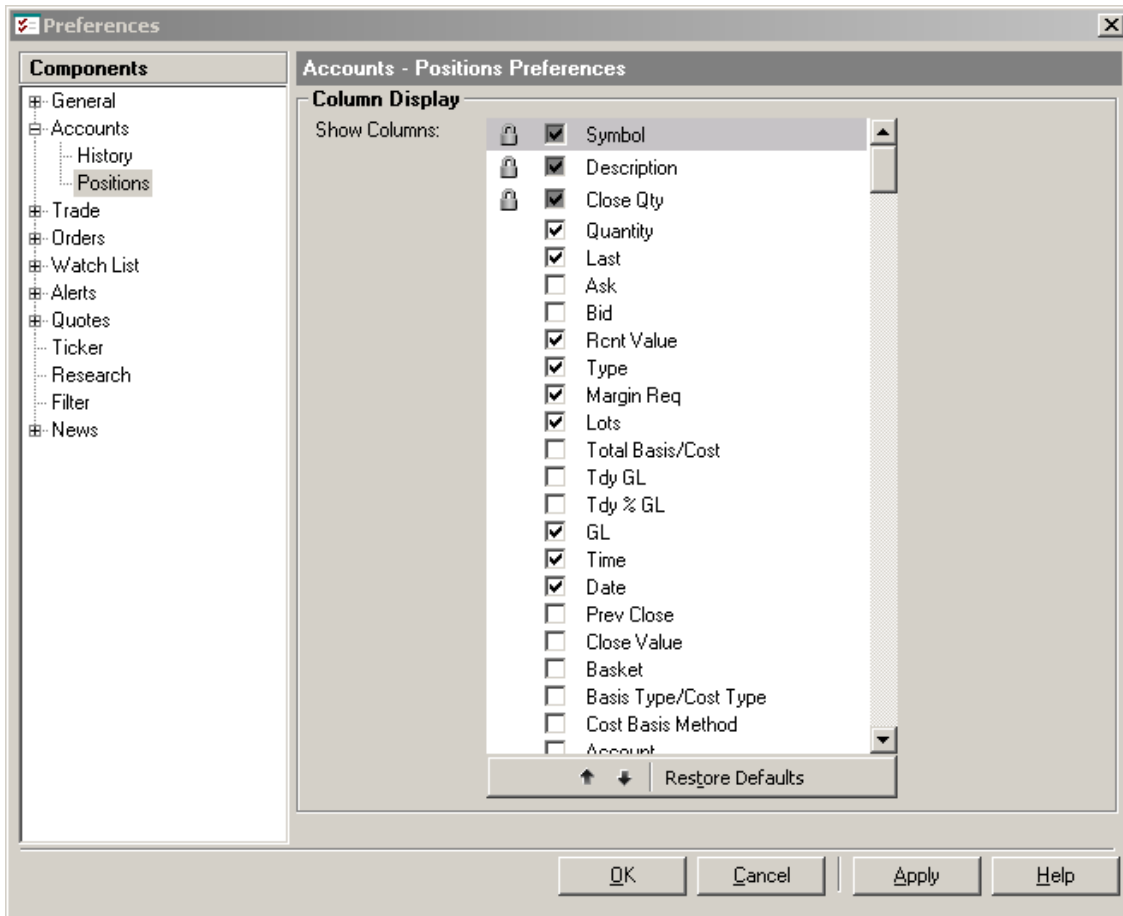 Preferences
Components
General
Accounts
History
Positions
Trade
Orders
Watch List
Alerts
Quotes
Ticker
Research
Filter
News
Accounts - Positions Preferences
Column Display
Show Columns:
Symbol
Description
Close Qty
Quantity
Last
Ask
Bid
Rcnt Value
Type
Margin Req
Lots
Total Basis/Cost
Tdy GL
Tdy % GL
GL
Time
Date
Prev Close
Close Value
Basket
Basis Type/Cost Type
Cost Basis Method
Account
Restore Defaults
OK Cancel Apply Help